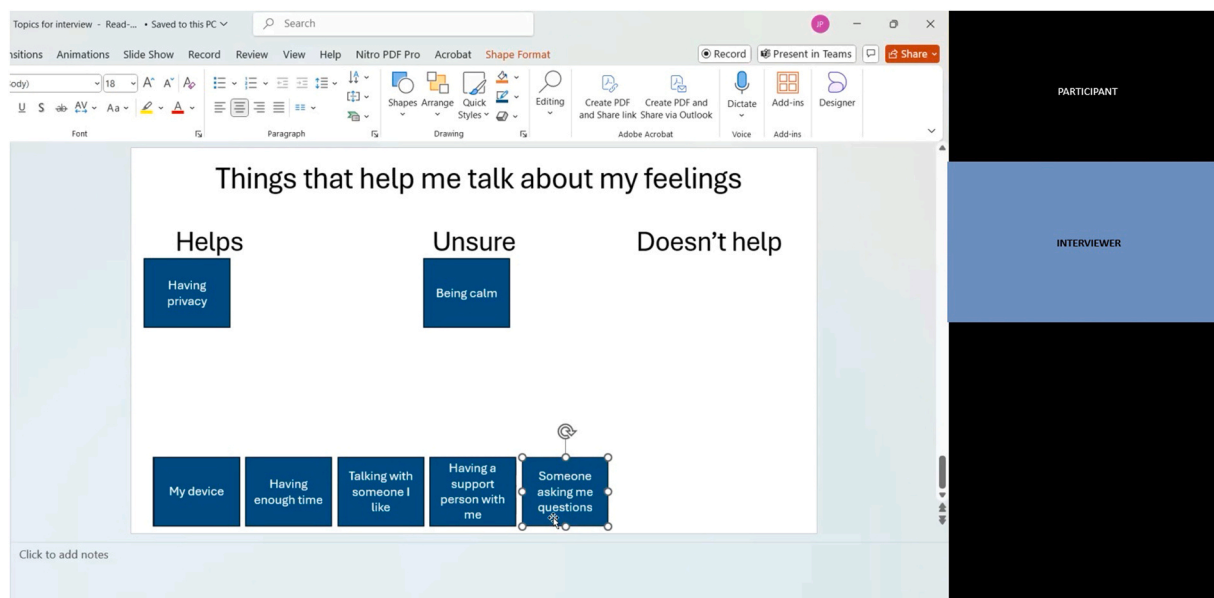 Topics for interview - Read-... • Saved to this PC
Search
JP
Animations Slide Show Record Review View Help Nitro PDF Pro Acrobat Shape Format
Record
Present in Teams
Share
18
Aa
Shapes
Arrange
Quick
Styles
Editing
Create PDF
and Share link
Create PDF and
Share via Outlook
Dictate
Add-ins
Designer
Font
Paragraph
Drawing
Adobe Acrobat
Voice
Add-ins
PARTICIPANT
INTERVIEWER
Things that help me talk about my feelings
Helps
Unsure
Doesn't help
Having
privacy
Being calm
My device
Having
enough time
Talking with
someone I
like
Having a
support
person with
me
Someone
asking me
questions
Click to add notes